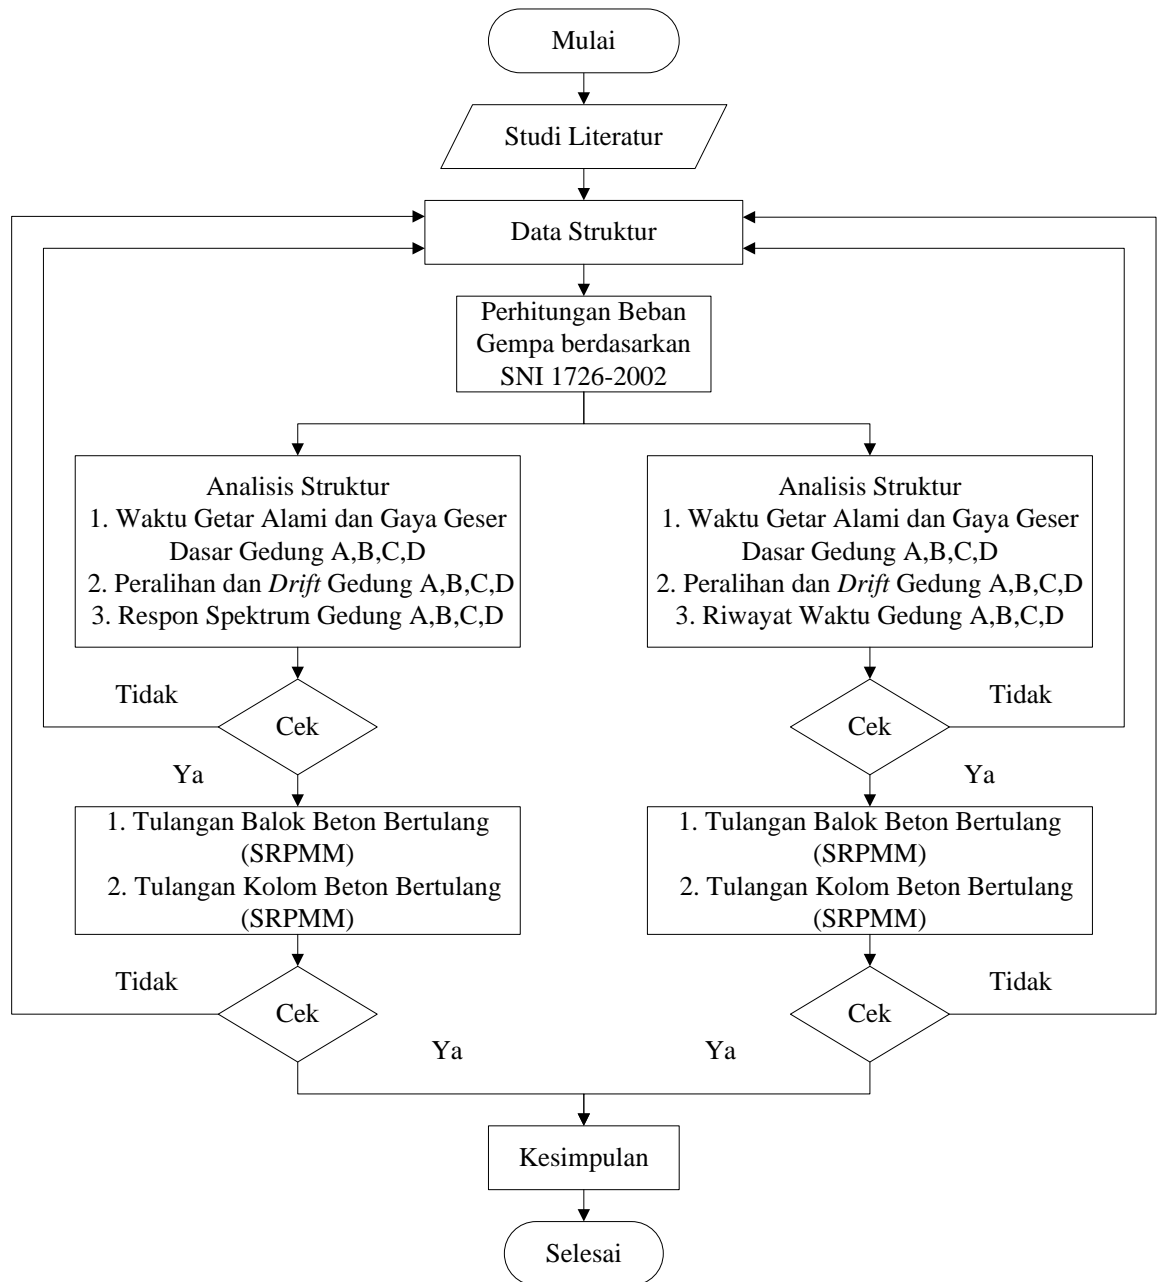 Mulai
Studi Literatur
Data Struktur
Perhitungan Beban
Gempa berdasarkan
SNI 1726-2002
Analisis Struktur
1. Waktu Getar Alami dan Gaya Geser
Dasar Gedung A,B,C,D
2. Peralihan dan Drift Gedung A,B,C,D
3. Respon Spektrum Gedung A,B,C,D
Analisis Struktur
1. Waktu Getar Alami dan Gaya Geser
Dasar Gedung A,B,C,D
2. Peralihan dan Drift Gedung A,B,C,D
3. Riwayat Waktu Gedung A,B,C,D
Tidak
Cek
Ya
Tidak
Cek
Ya
1. Tulangan Balok Beton Bertulang
(SRPMM)
2. Tulangan Kolom Beton Bertulang
(SRPMM)
1. Tulangan Balok Beton Bertulang
(SRPMM)
2. Tulangan Kolom Beton Bertulang
(SRPMM)
Tidak
Cek
Ya
Tidak
Cek
Ya
Kesimpulan
Selesai